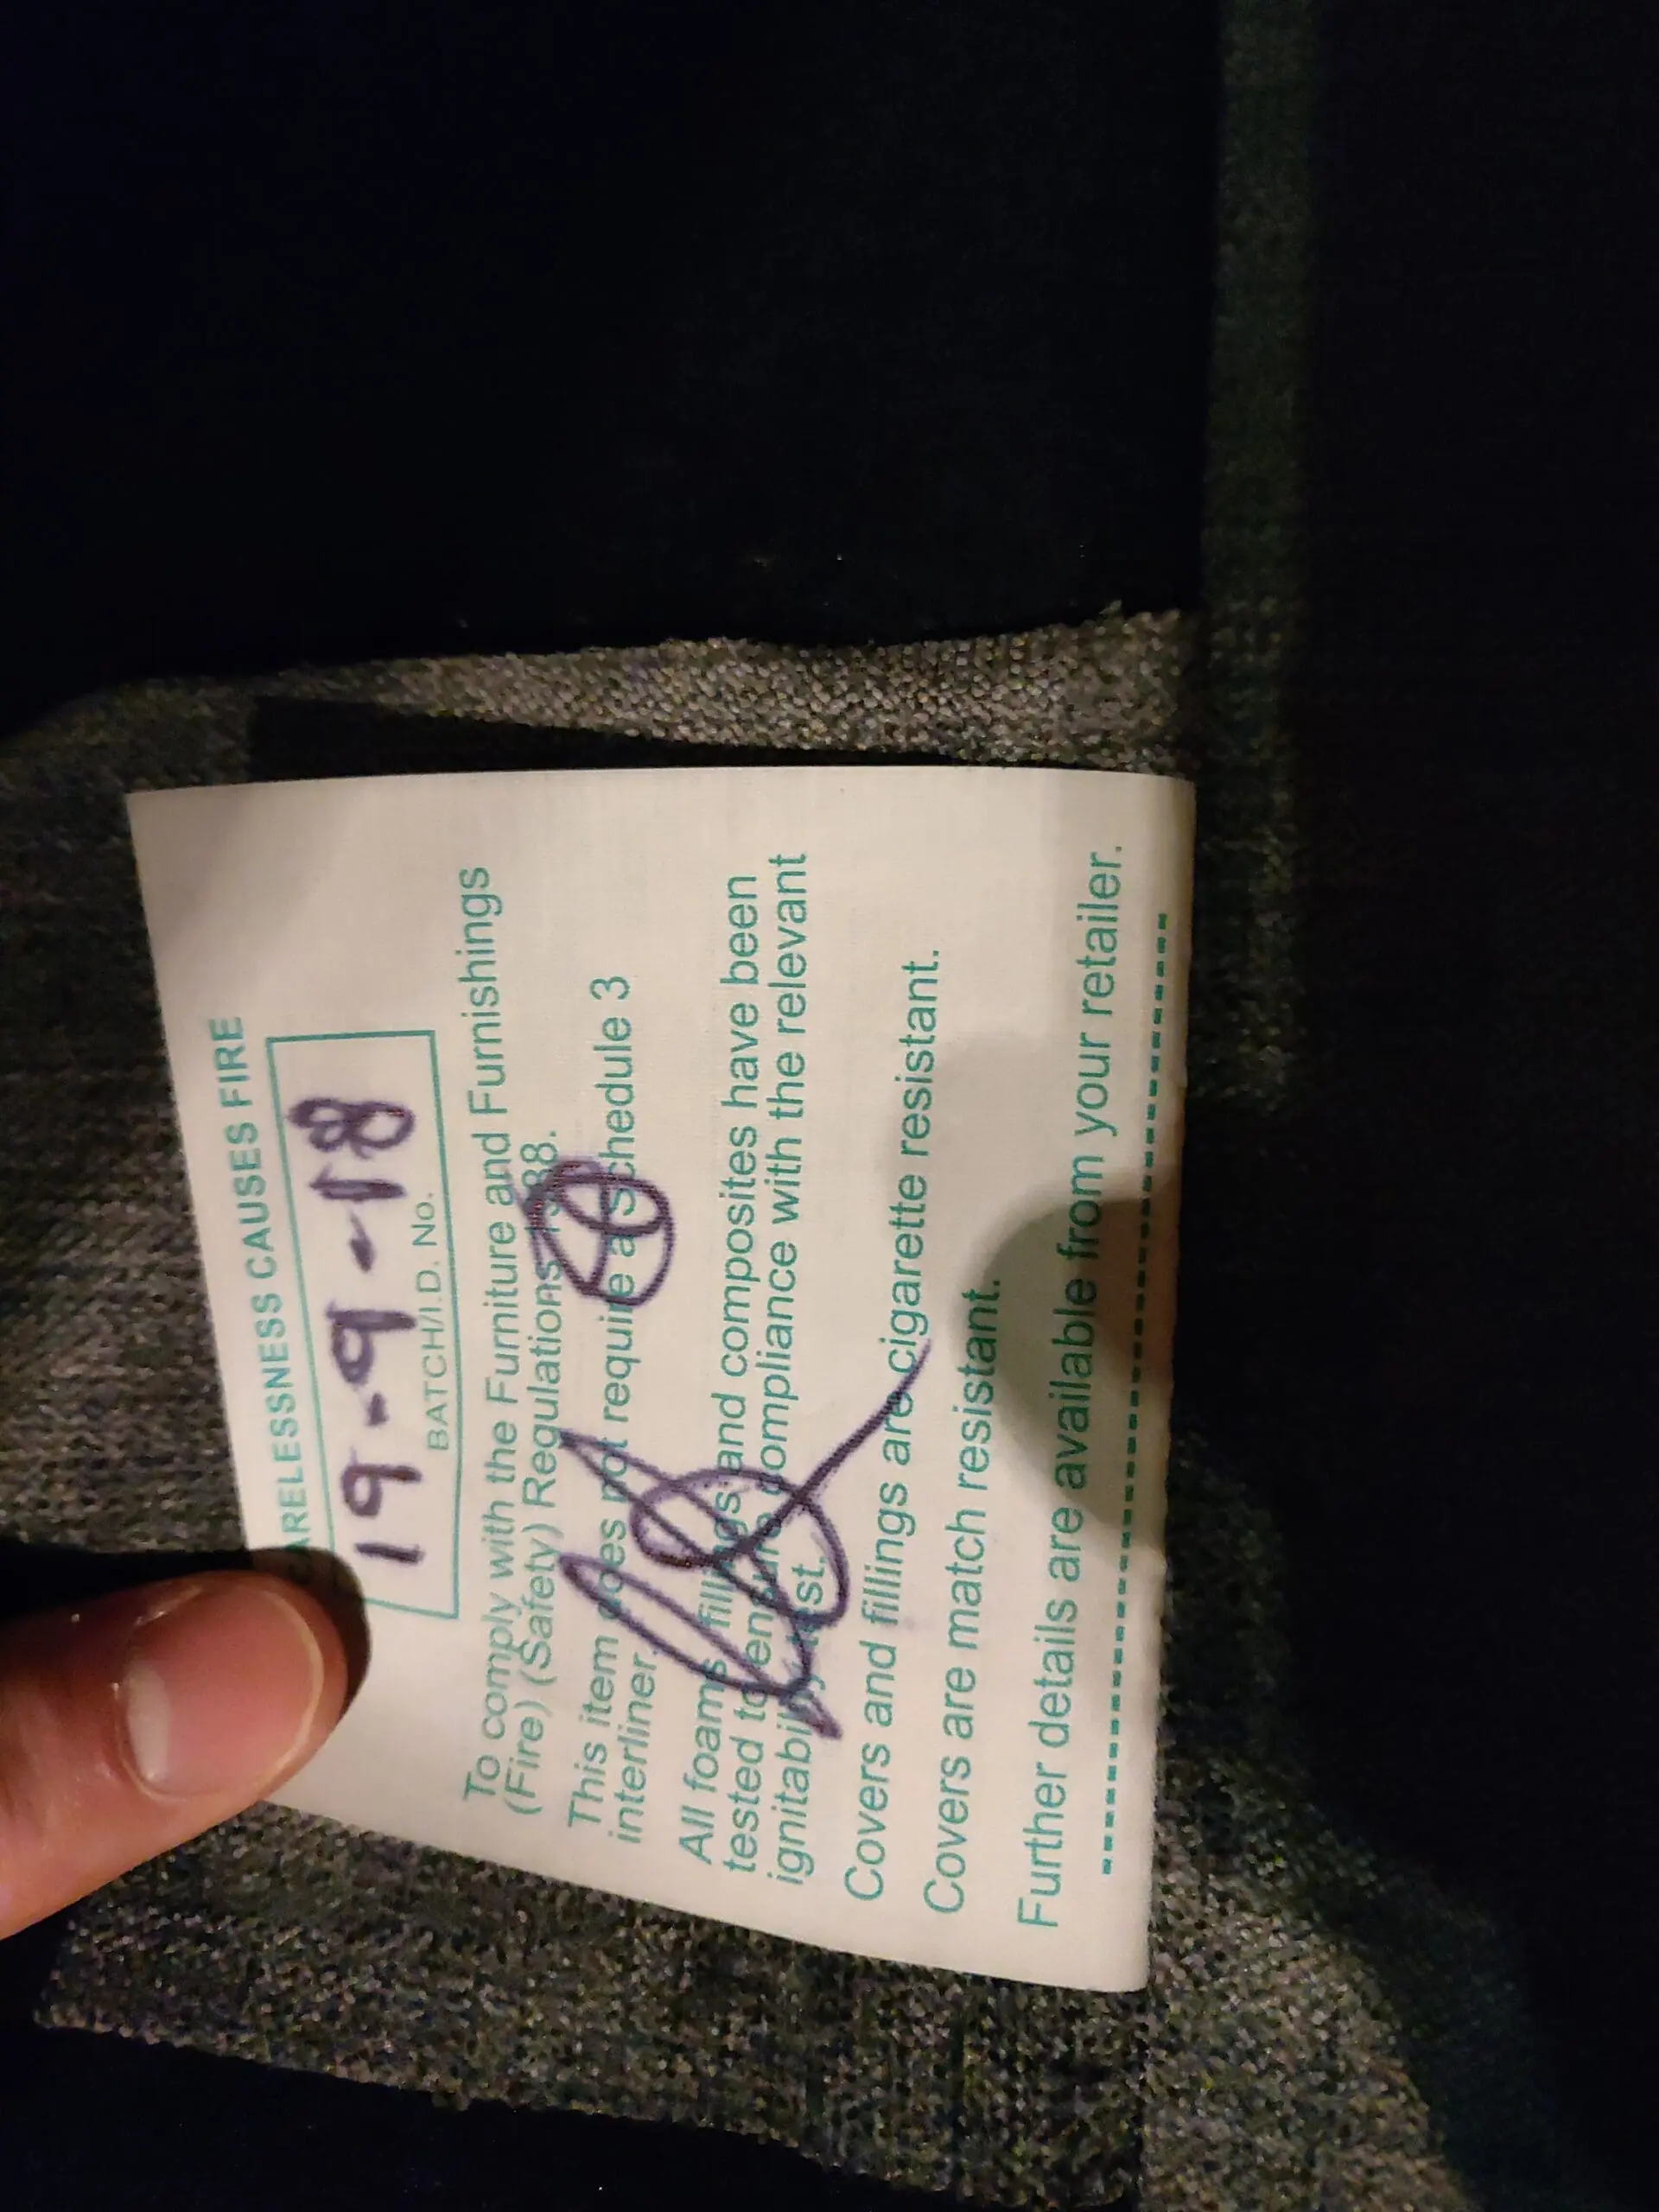 CARELESSNESS CAUSES FIRE
19-9-18
BATCH/I.D. No.
To comply with the Furniture and Furnishings
(Fire) (Safety) Regulations 1988.
This item does not require a schedule 3
interliner.
All foams, fillings and composites have been
tested to ensure compliance with the relevant
ignitability test.
Covers and fillings are cigarette resistant.
Covers are match resistant.
Further details are available from your retailer.